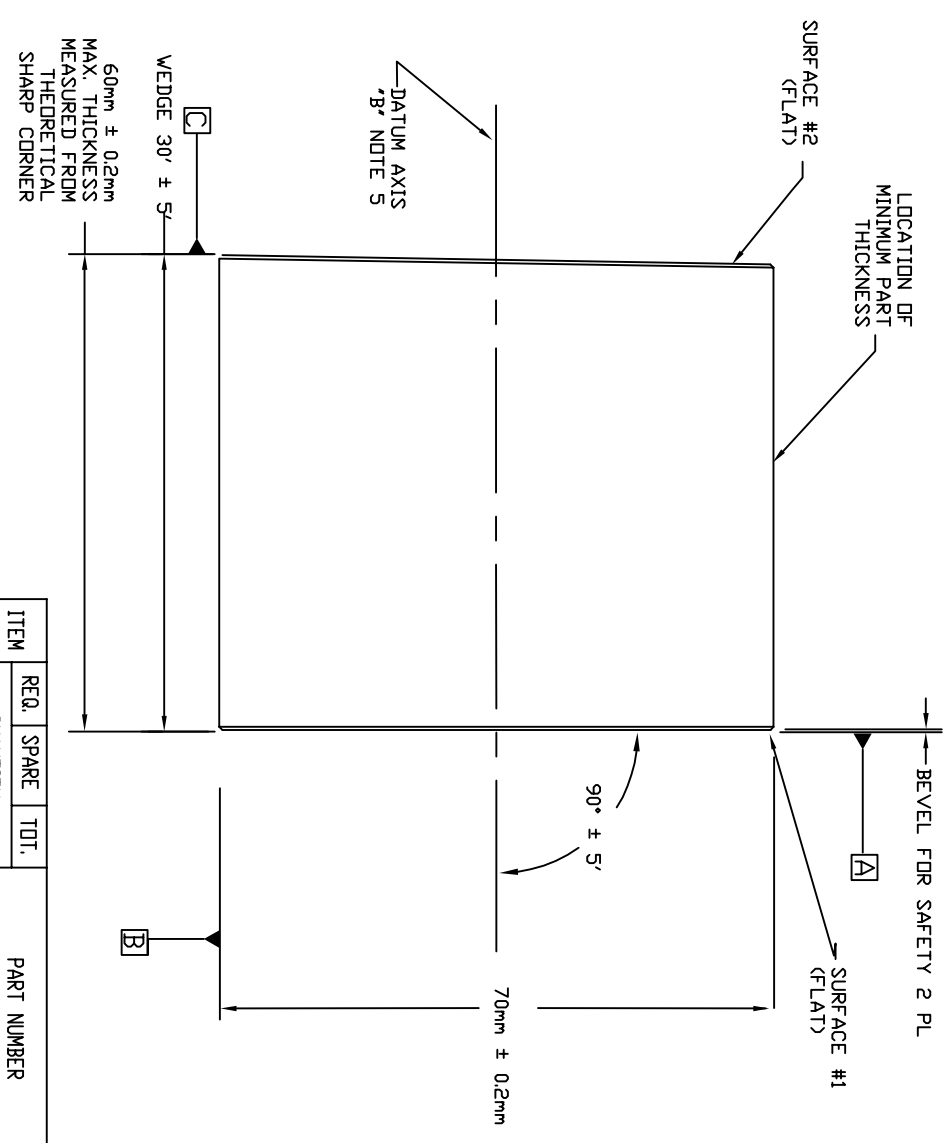 SURFACE #2
(FLAT)
LOCATION OF
MINIMUM PART
THICKNESS
BEVEL FOR SAFETY 2 PL
A
SURFACE #1
(FLAT)
DATUM AXIS
"B" NOTE 5
90° ± 5'
70mm ± 0.2mm
B
C
WEDGE 30' ± 5'
60mm ± 0.2mm
MAX. THICKNESS
MEASURED FROM
THEORETICAL
SHARP CORNER
ITEM
REQ.
SPARE
TOT.
PART NUMBER